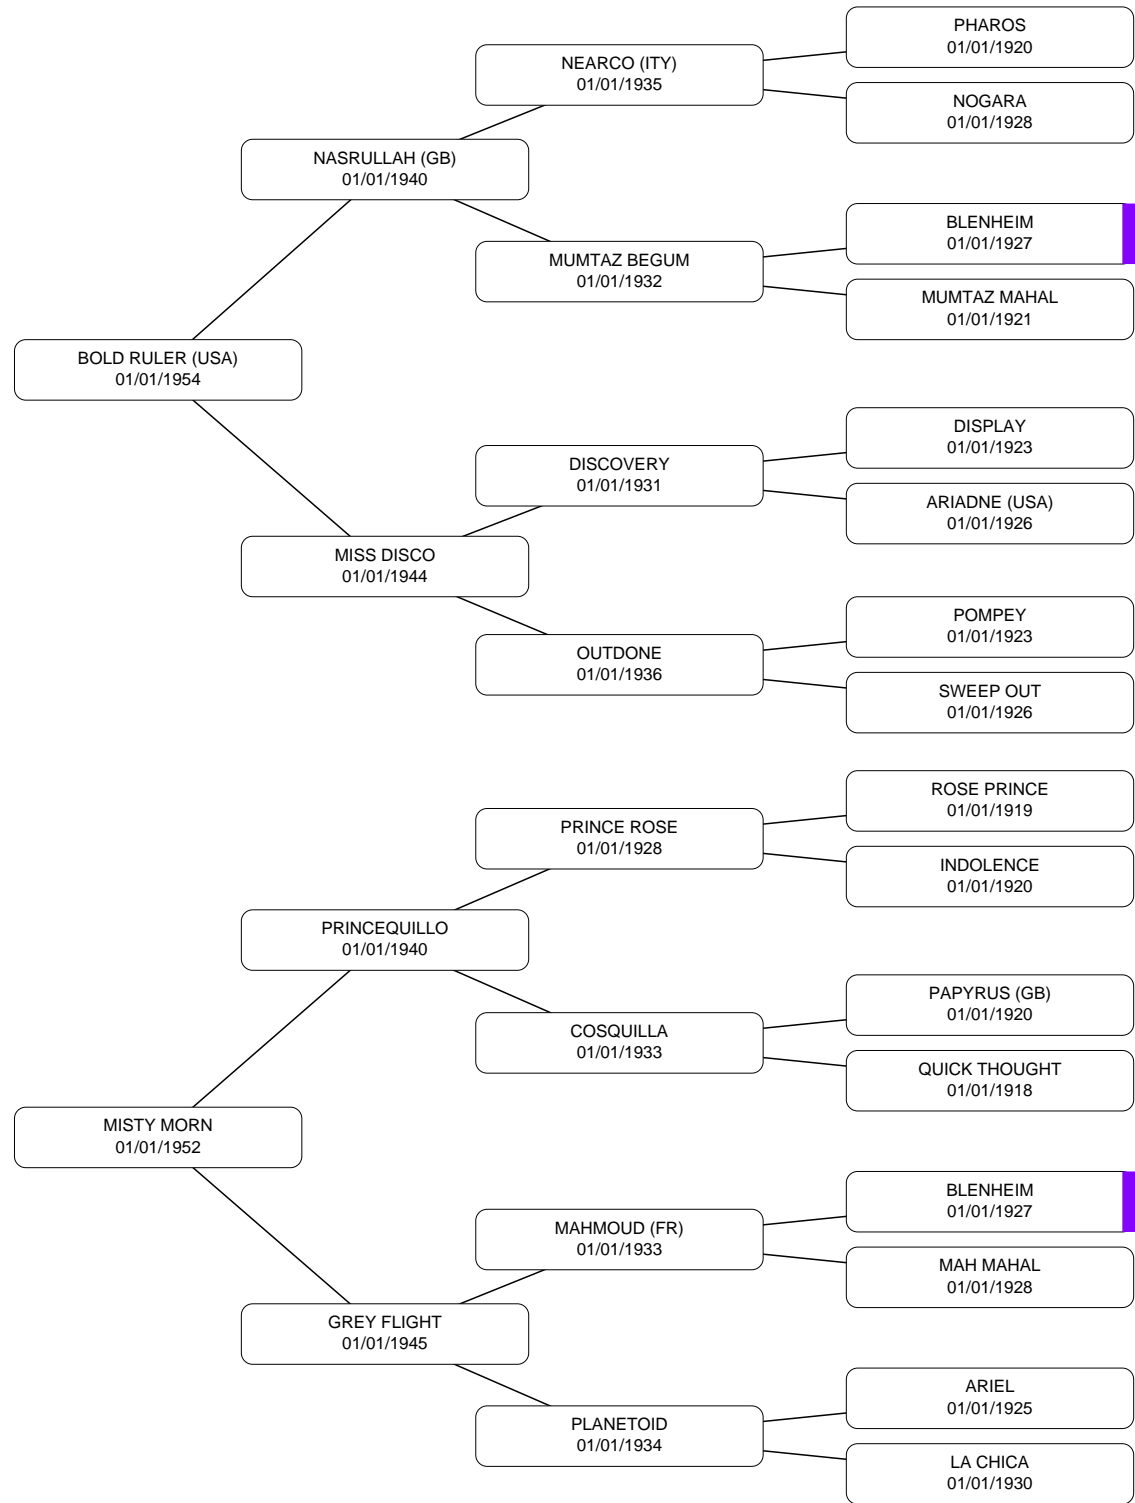 PHAROS
01/01/1920
NEARCO (ITY)
01/01/1935
NOGARA
01/01/1928
NASRULLAH (GB)
01/01/1940
BLENHEIM
01/01/1927
MUMTAZ BEGUM
01/01/1932
MUMTAZ MAHAL
01/01/1921
BOLD RULER (USA)
01/01/1954
DISPLAY
01/01/1923
DISCOVERY
01/01/1931
ARIADNE (USA)
01/01/1926
MISS DISCO
01/01/1944
POMPEY
01/01/1923
OUTDONE
01/01/1936
SWEEP OUT
01/01/1926
ROSE PRINCE
01/01/1919
PRINCE ROSE
01/01/1928
INDOLENCE
01/01/1920
PRINCEQUILLO
01/01/1940
PAPYRUS (GB)
01/01/1920
COSQUILLA
01/01/1933
QUICK THOUGHT
01/01/1918
MISTY MORN
01/01/1952
BLENHEIM
01/01/1927
MAHMOUD (FR)
01/01/1933
MAH MAHAL
01/01/1928
GREY FLIGHT
01/01/1945
ARIEL
01/01/1925
PLANETOID
01/01/1934
LA CHICA
01/01/1930